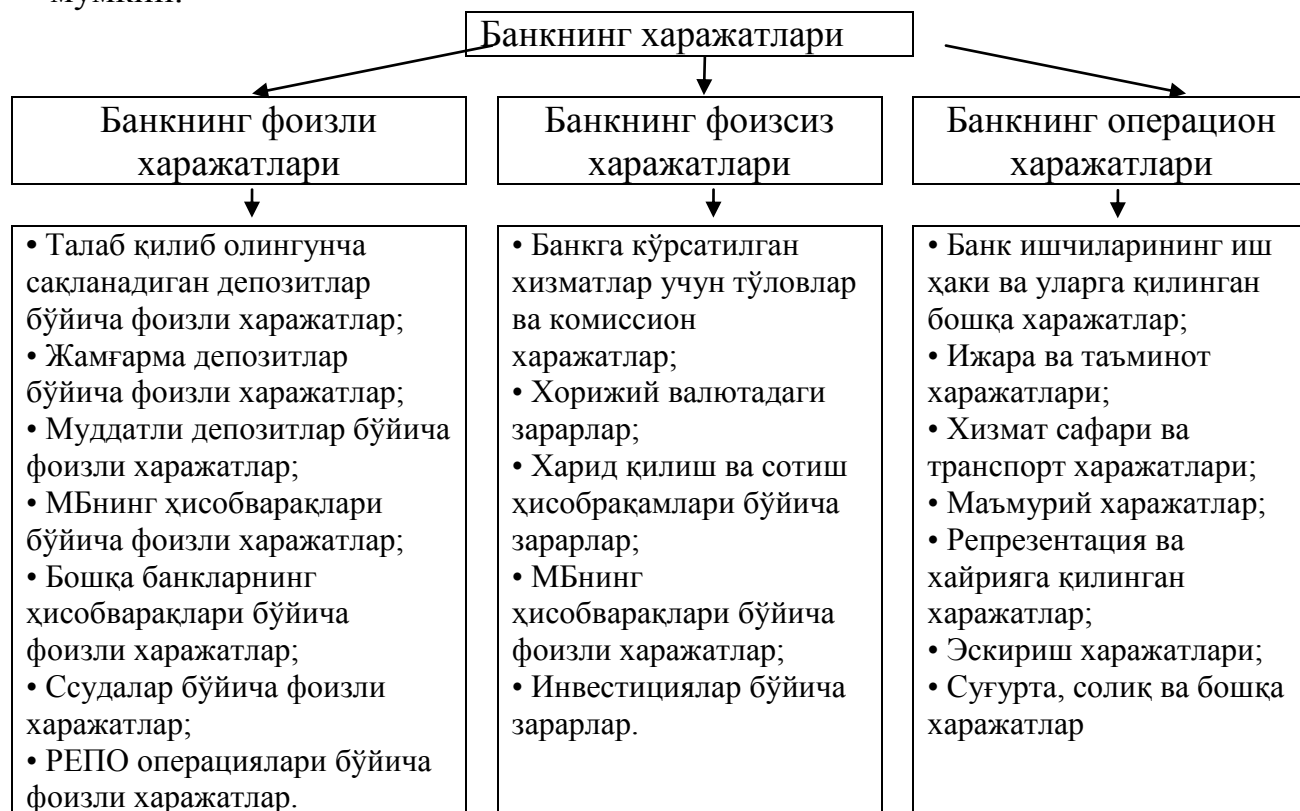 мумкин.
Банкнинг харажатлари
Банкнинг фоизли
харажатлари
Банкнинг фоизсиз
харажатлари
Банкнинг операцион
харажатлари
• Талаб қилиб олингунча
сақланадиган депозитлар
бўйича фоизли харажатлар;
• Жамғарма депозитлар
бўйича фоизли харажатлар;
• Муддатли депозитлар бўйича
фоизли харажатлар;
• МБнинг ҳисобварақлари
бўйича фоизли харажатлар;
• Бошқа банкларнинг
ҳисобварақлари бўйича
фоизли харажатлар;
• Ссудалар бўйича фоизли
харажатлар;
• РЕПО операциялари бўйича
фоизли харажатлар.
• Банкга кўрсатилган
хизматлар учун тўловлар
ва комиссион
харажатлар;
• Хорижий валютадаги
зарарлар;
• Харид қилиш ва сотиш
ҳисобрақамлари бўйича
зарарлар;
• МБнинг
ҳисобварақлари бўйича
фоизли харажатлар;
• Инвестициялар бўйича
зарарлар.
• Банк ишчиларининг иш
ҳаки ва уларга қилинган
бошқа харажатлар;
• Ижара ва таъминот
харажатлари;
• Хизмат сафари ва
транспорт харажатлари;
• Маъмурий харажатлар;
• Репрезентация ва
хайрияга қилинган
харажатлар;
• Эскириш харажатлари;
• Суғурта, солиқ ва бошқа
харажатлар